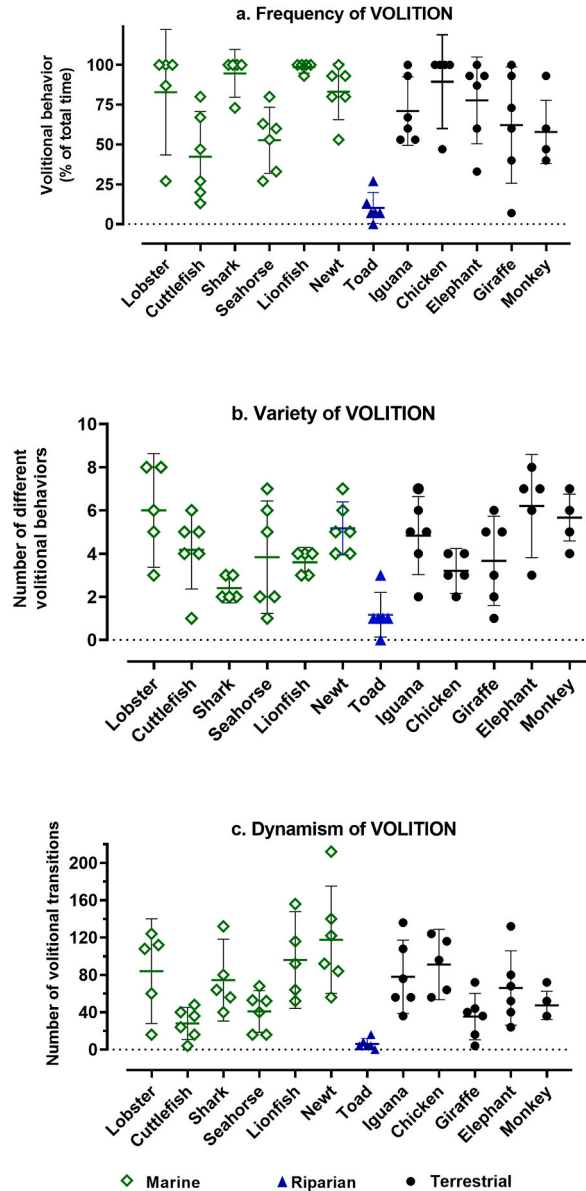 a. Frequency of VOLITION
Volitional behavior
(% of total time)
100
75
50
25
0
Lobster
Cuttlefish
Shark
Seahorse
Lionfish
Newt
Toad
Iguana
Chicken
Elephant
Giraffe
Monkey
b. Variety of VOLITION
Number of different
volitional behaviors
10
8
6
4
2
0
Lobster
Cuttlefish
Shark
Seahorse
Lionfish
Newt
Toad
Iguana
Chicken
Giraffe
Elephant
Monkey
c. Dynamism of VOLITION
Number of volitional transitions
200
160
120
80
40
0
Lobster
Cuttlefish
Shark
Seahorse
Lionfish
Newt
Toad
Iguana
Chicken
Giraffe
Elephant
Monkey
Marine Riparian Terrestrial